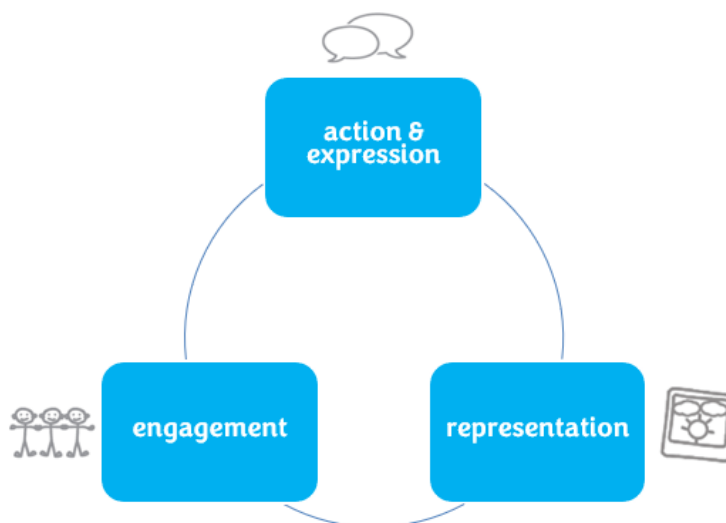 action &
expression
engagement
representation